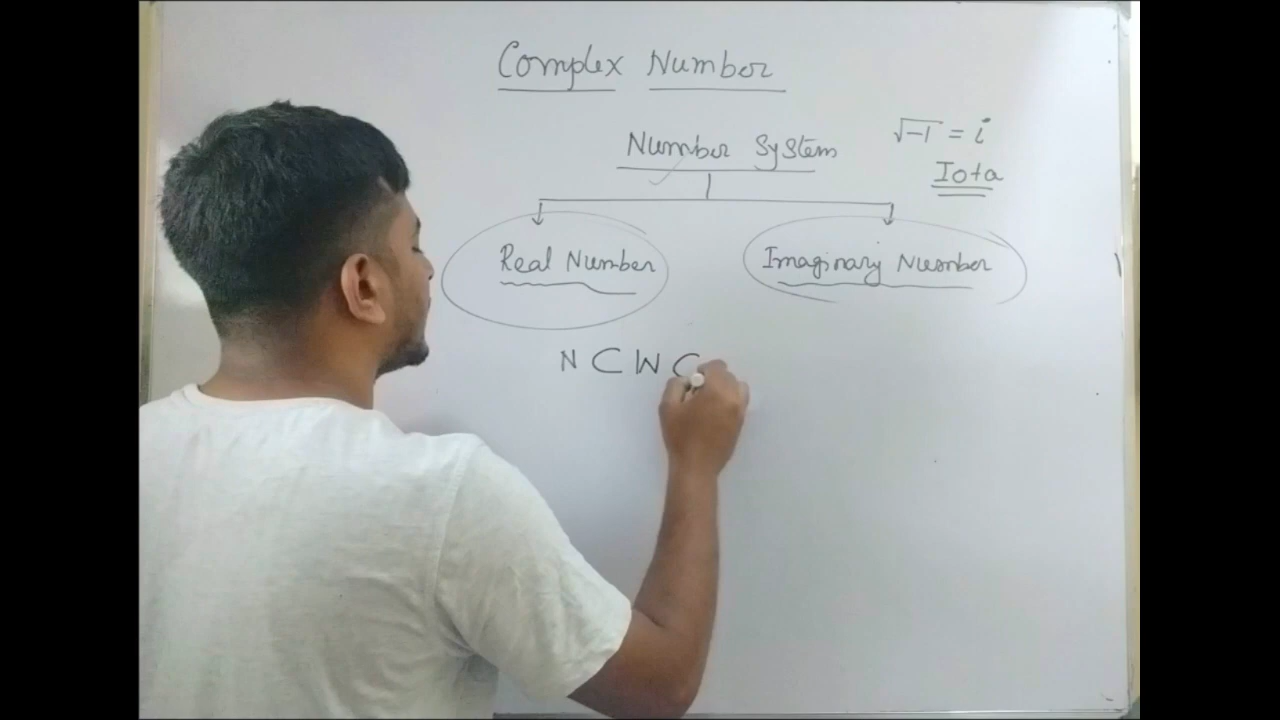 Complex Number
Number System
√-1 = i
Iota
Real Number
Imaginary Number
N ⊂ W ⊂